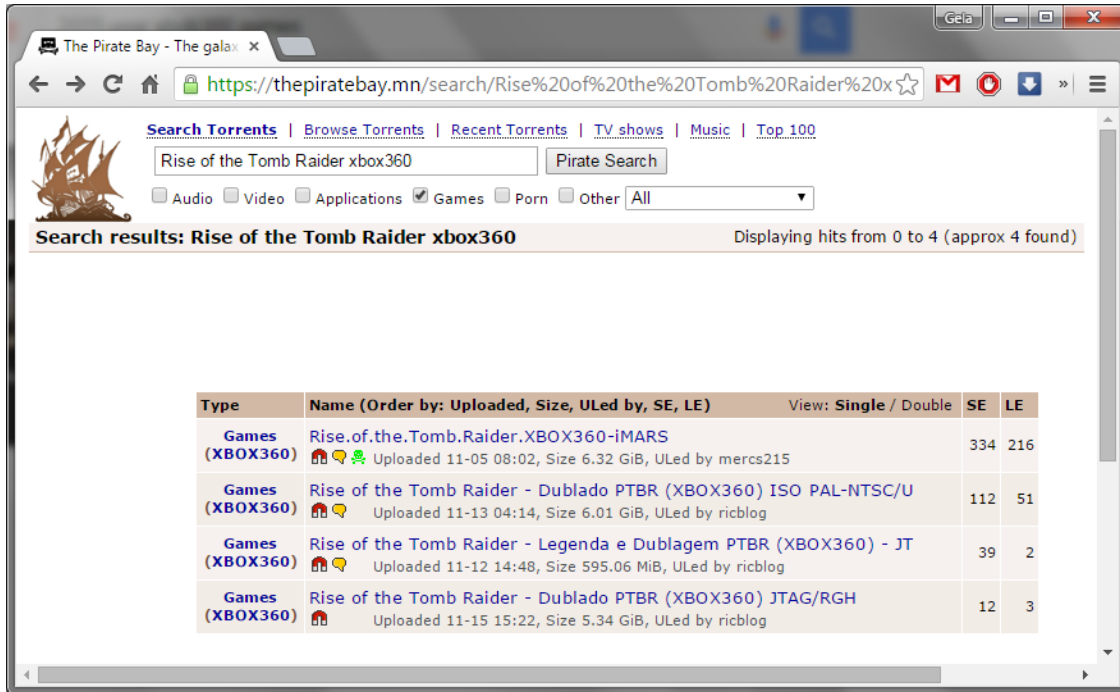 Gela
The Pirate Bay - The galax
https://thepiratebay.mn/search/Rise%20of%20the%20Tomb%20Raider%20x
Search Torrents | Browse Torrents | Recent Torrents | TV shows | Music | Top 100
Rise of the Tomb Raider xbox360 Pirate Search
Audio Video Applications Games Porn Other All
Search results: Rise of the Tomb Raider xbox360 Displaying hits from 0 to 4 (approx 4 found)
Type Name (Order by: Uploaded, Size, ULed by, SE, LE) View: Single / Double SE LE
Games Rise.of.the.Tomb.Raider.XBOX360-iMARS 334 216
(XBOX360) Uploaded 11-05 08:02, Size 6.32 GiB, ULed by mercs215
Games Rise of the Tomb Raider - Dublado PTBR (XBOX360) ISO PAL-NTSC/U 112 51
(XBOX360) Uploaded 11-13 04:14, Size 6.01 GiB, ULed by ricblog
Games Rise of the Tomb Raider - Legenda e Dublagem PTBR (XBOX360) - JT 39 2
(XBOX360) Uploaded 11-12 14:48, Size 595.06 MiB, ULed by ricblog
Games Rise of the Tomb Raider - Dublado PTBR (XBOX360) JTAG/RGH 12 3
(XBOX360) Uploaded 11-15 15:22, Size 5.34 GiB, ULed by ricblog